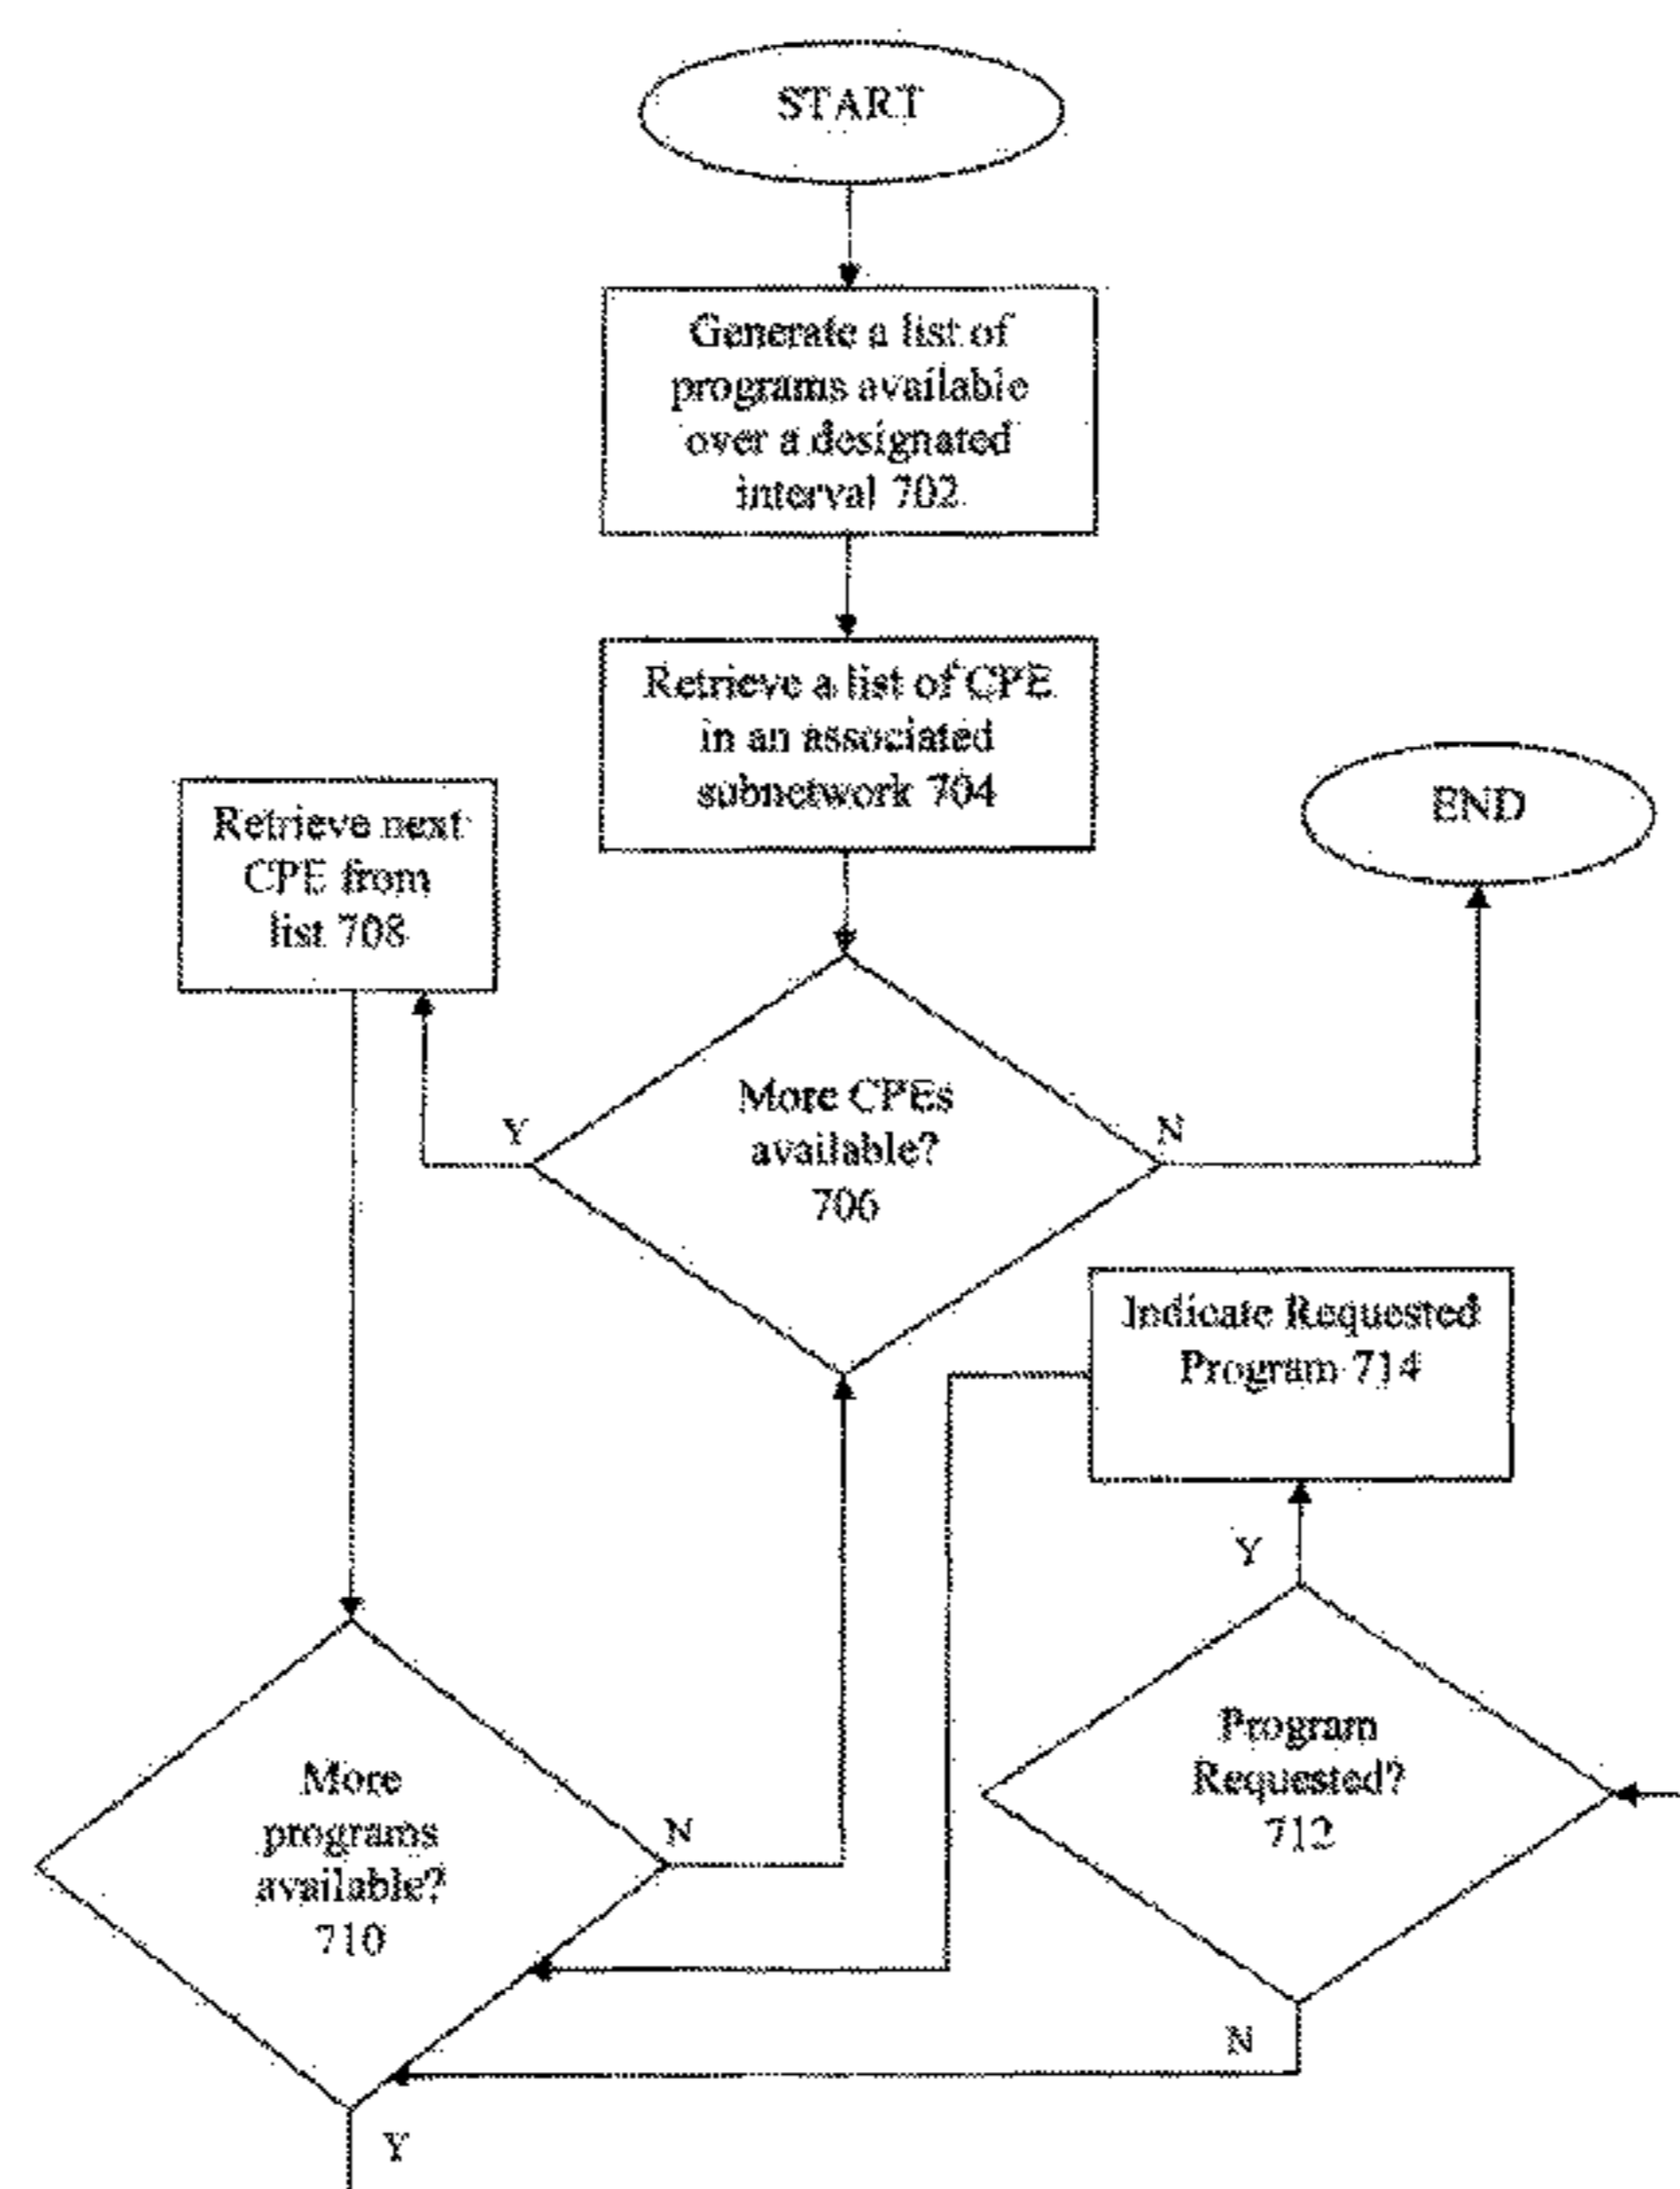 START
Generate a list of
programs available
over a designated
interval 702
Retrieve a list of CPE
in an associated
subnetwork 704
END
Retrieve next
CPE from
list 708
More CPEs
available?
706
Y
N
Indicate Requested
Program 714
Y
Program
Requested?
712
N
More
programs
available?
710
N
Y